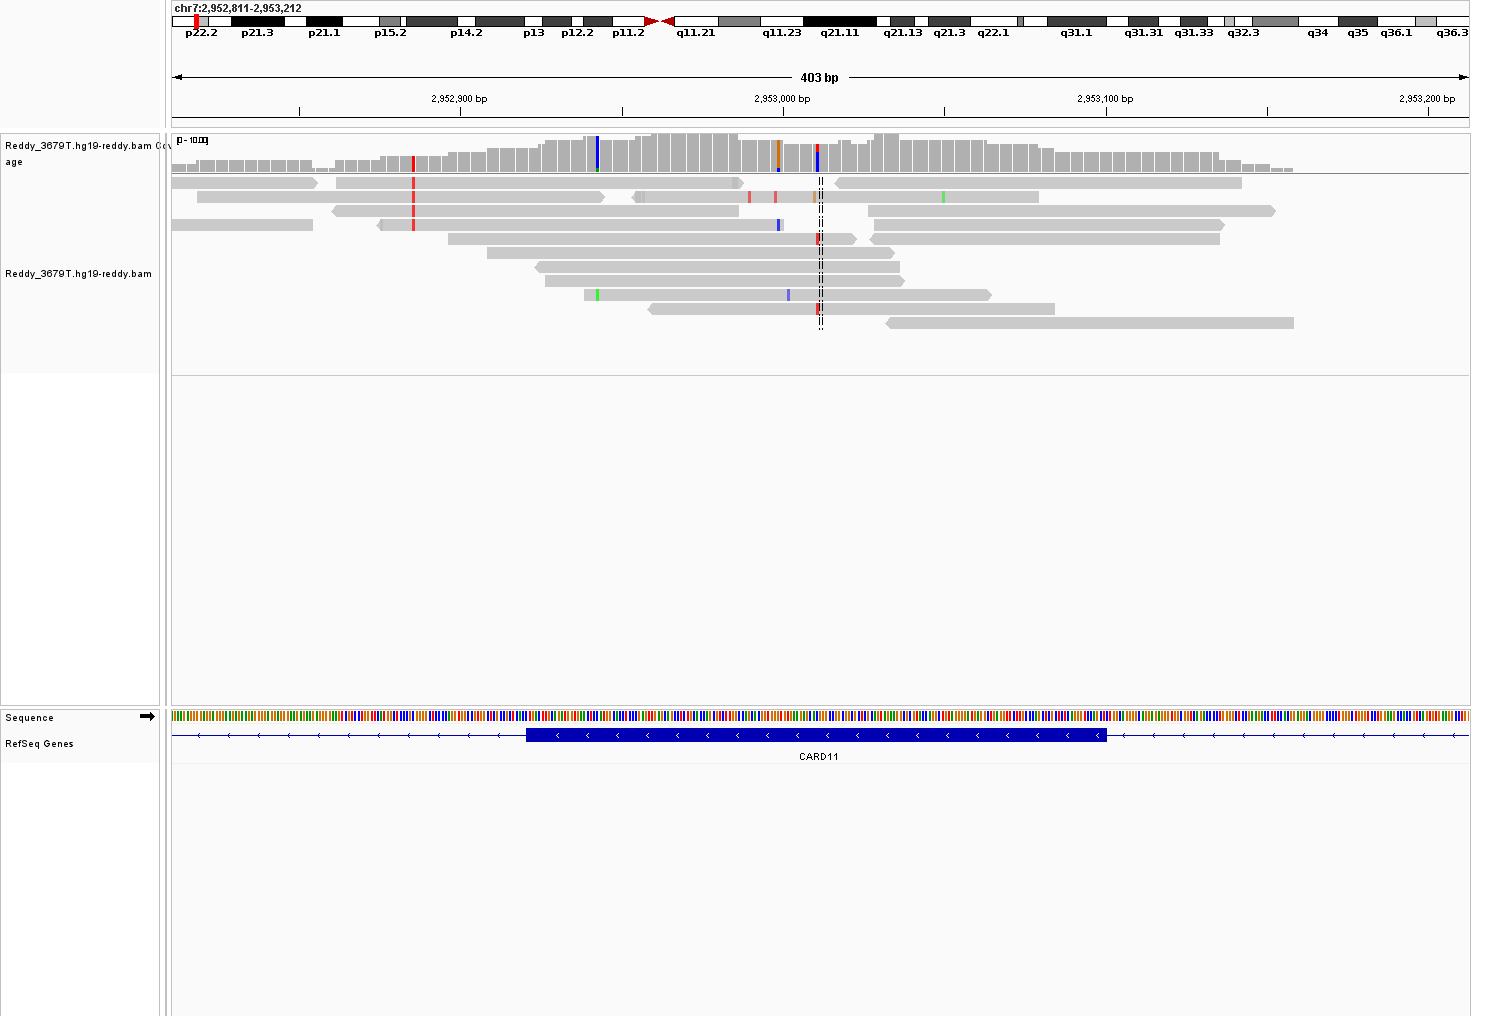 chr7:2,952,811-2,953,212
p22.2 p21.3 p21.1 p15.2 p14.2 p13 p12.2 p11.2 q11.21 q11.23 q21.11 q21.13 q21.3 q22.1 q31.1 q31.31 q31.33 q32.3 q34 q35 q36.1 q36.3
403 bp
2,952,900 bp 2,953,000 bp 2,953,100 bp 2,953,200 bp
[0 - 10.00]
Reddy_3679T.hg19-reddy.bam Cov
age
Reddy_3679T.hg19-reddy.bam
Sequence
RefSeq Genes
CARD11